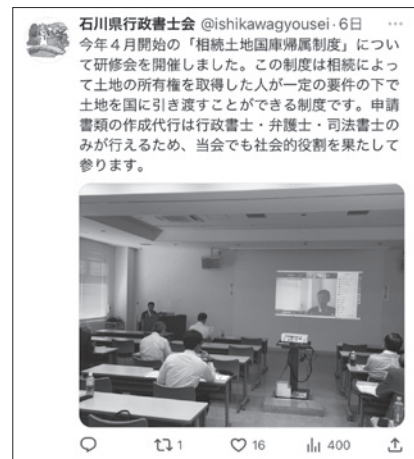 石川県行政書士会 @ishikawagyousei・6日 …
今年４月開始の「相続土地国庫帰属制度」につい
て研修会を開催しました。この制度は相続によっ
て土地の所有権を取得した人が一定の要件の下で
土地を国に引き渡すことができる制度です。申請
書類の作成代行は行政書士・弁護士・司法書士の
みが行えるため、当会でも社会的役割を果たして
参ります。
1 16 400